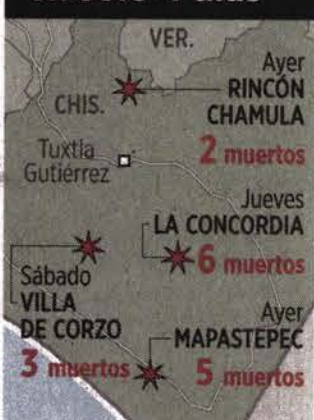 VER.
Ayer
RINCÓN
CHAMULA
2 muertos
CHIS.
Tuxtla
Gutiérrez
Jueves
LA CONCORDIA
6 muertos
Sábado
VILLA
DE CORZO
3 muertos
Ayer
MAPASTEPEC
5 muertos